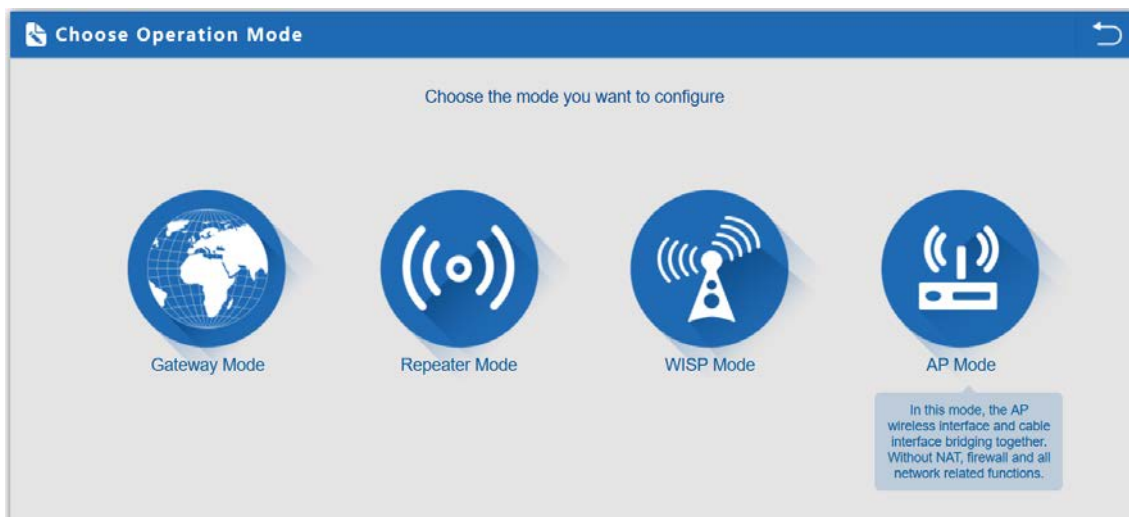 Choose Operation Mode
Choose the mode you want to configure
Gateway Mode
Repeater Mode
WISP Mode
AP Mode
In this mode, the AP
wireless interface and cable
interface bridging together.
Without NAT, firewall and all
network related functions.